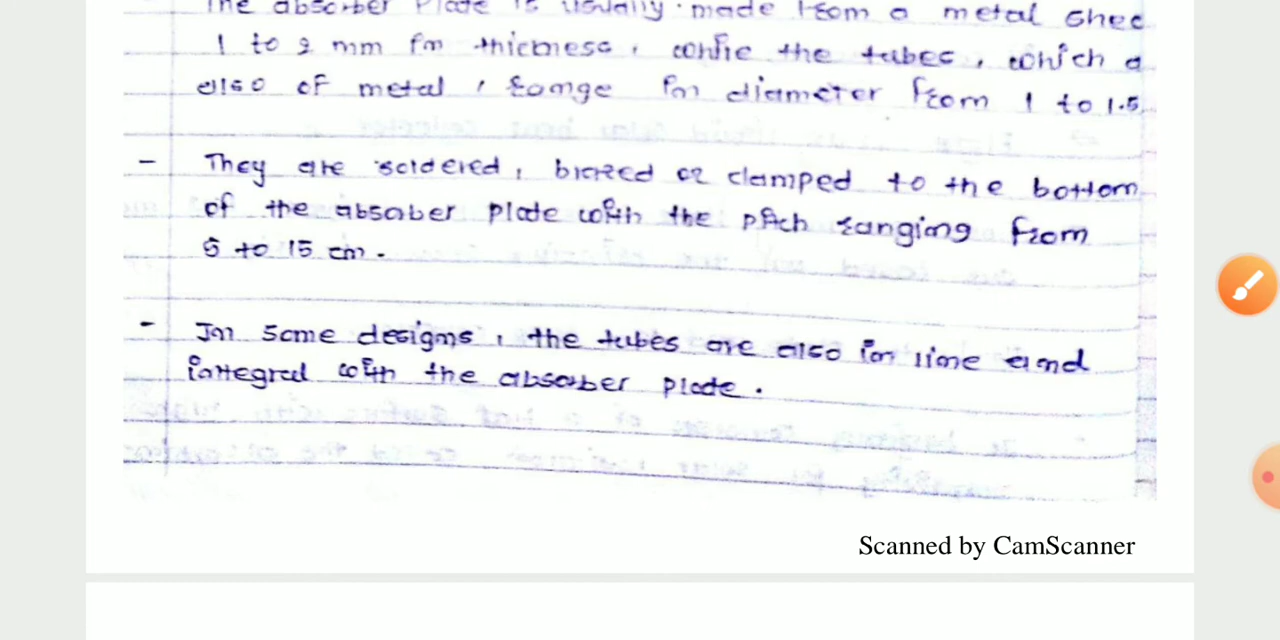 The absorber Plate is usually made from a metal shee
1 to 2 mm in thickness, while the tubes, which a
also of metal, range in diameter from 1 to 1.5
- They are soldered, brazed or clamped to the bottom
of the absorber plate with the pitch ranging from
5 to 15 cm.
- In some designs, the tubes are also in line and
integral with the absorber plate.
Scanned by CamScanner